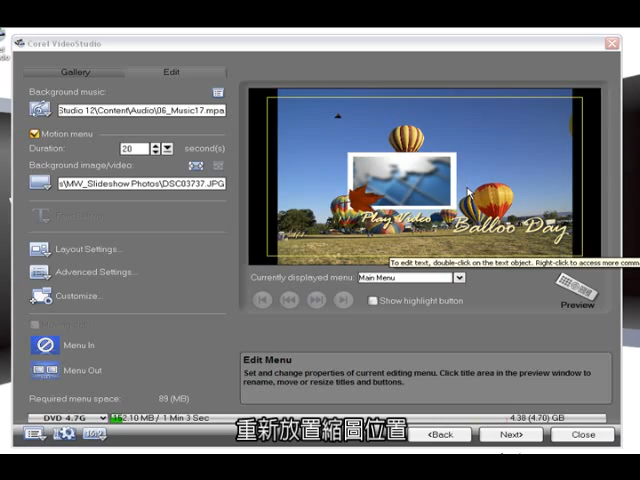 Corel VideoStudio
Gallery
Edit
Background music:
Studio 12\Content\Audio\06_Music17.mpa
Motion menu
Duration:
20
second(s)
Background image/video:
s\MW_Slideshow Photos\DSC03737.JPG
Layout Settings...
Advanced Settings...
Customize...
Menu In
Menu Out
Required menu space:
89 (MB)
Play Video
Balloo Day
To edit text, double-click on the text object. Right-click to access more comm
Currently displayed menu:
Main Menu
Show highlight button
Preview
Edit Menu
Set and change properties of current editing menu. Click title area in the preview window to
rename, move or resize titles and buttons.
DVD 4.7G
152.10 MB / 1 Min 3 Sec
4.38 (4.70) GB
16:9
重新放置縮圖位置
<Back
Next>
Close